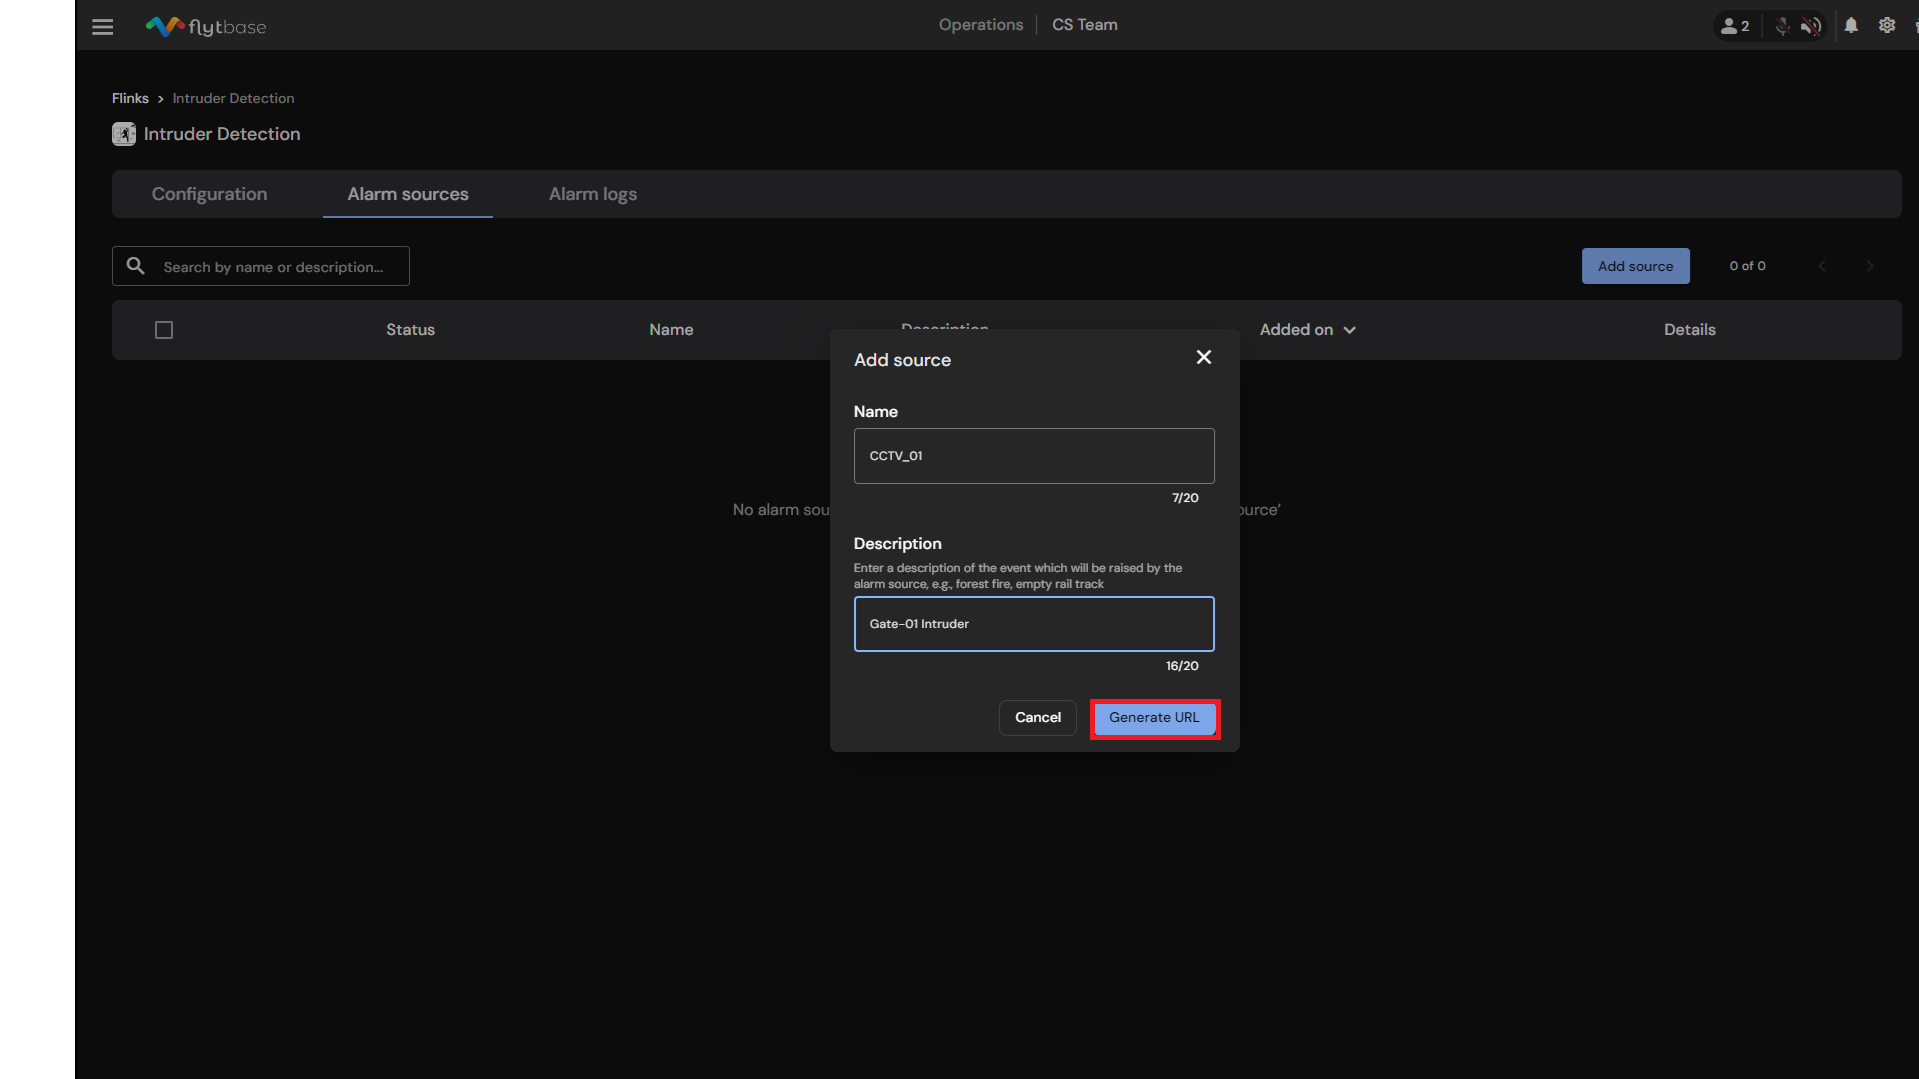 flytbase
Operations
CS Team
2
Flinks > Intruder Detection
Intruder Detection
Configuration
Alarm sources
Alarm logs
Search by name or description...
Add source
0 of 0
Status
Name
Description
Added on
Details
No alarm sou
ource’
Add source
Name
CCTV_01
7/20
Description
Enter a description of the event which will be raised by the
alarm source, e.g., forest fire, empty rail track
Gate-01 Intruder
16/20
Cancel
Generate URL